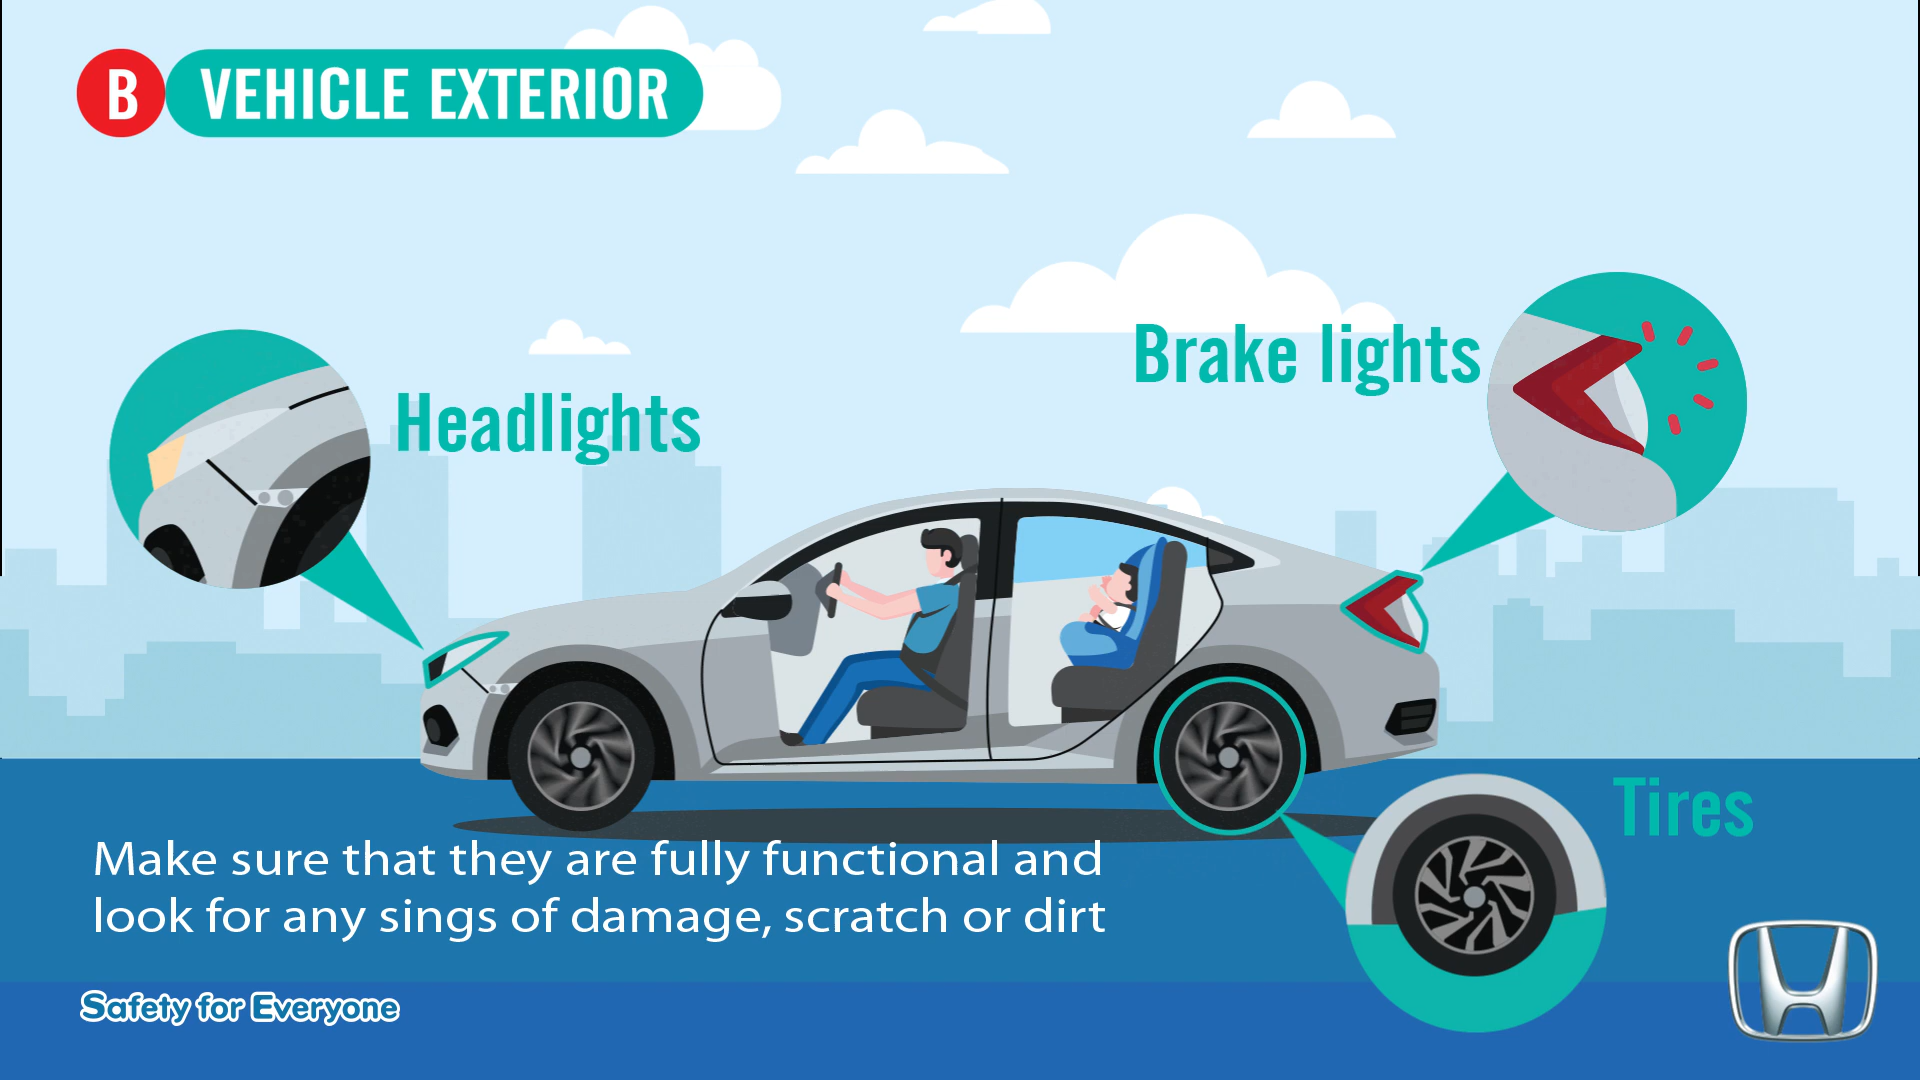 B VEHICLE EXTERIOR
Headlights
Brake lights
Tires
Make sure that they are fully functional and
look for any sings of damage, scratch or dirt
Safety for Everyone